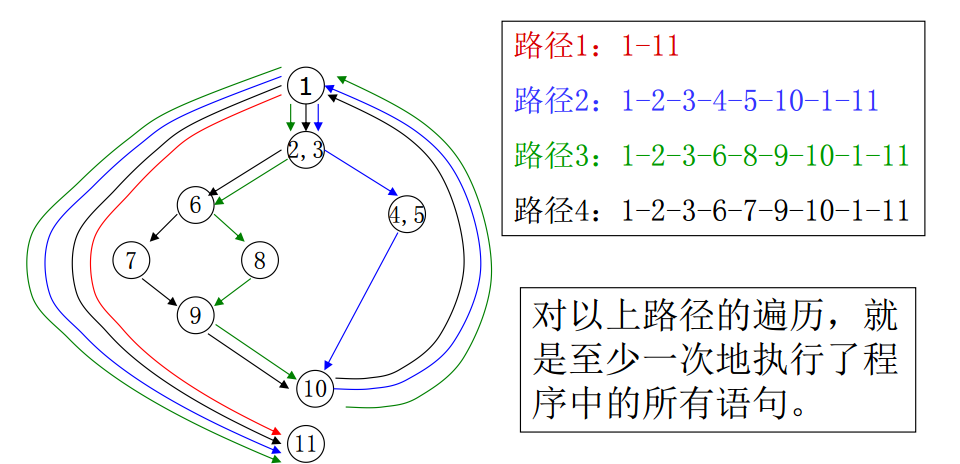 路径1：1-11
路径2：1-2-3-4-5-10-1-11
路径3：1-2-3-6-8-9-10-1-11
路径4：1-2-3-6-7-9-10-1-11
1
2,3
6
4,5
7
8
9
10
11
对以上路径的遍历，就
是至少一次地执行了程
序中的所有语句。